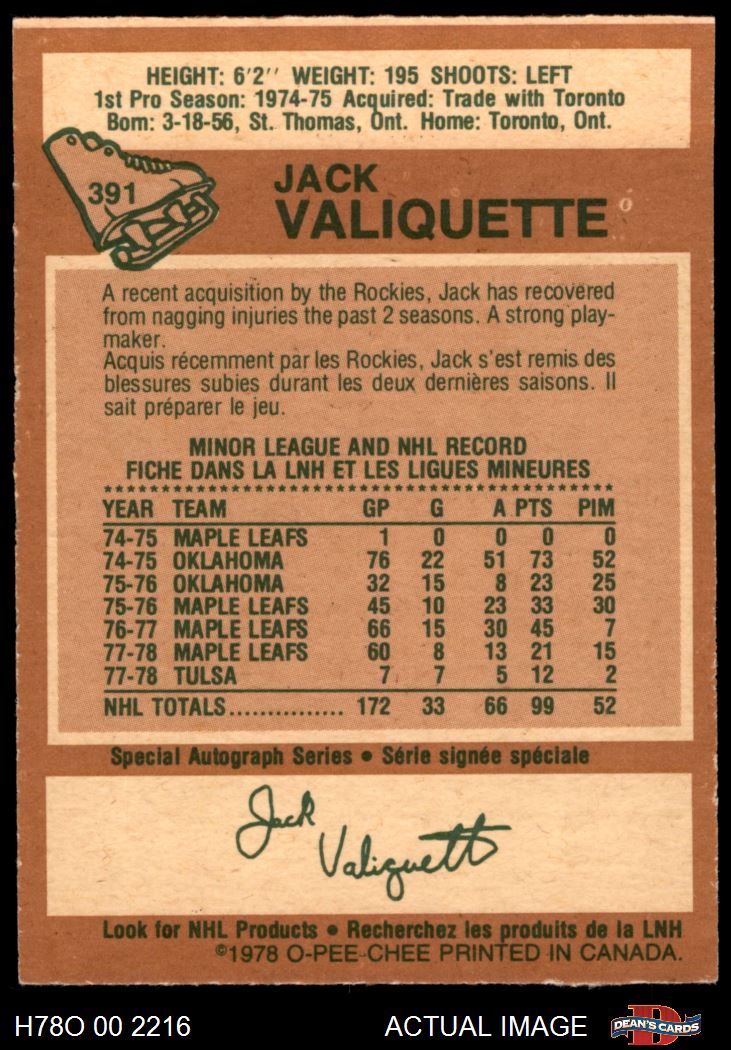 HEIGHT: 6'2'' WEIGHT: 195 SHOOTS: LEFT
1st Pro Season: 1974-75 Acquired: Trade with Toronto
Born: 3-18-56, St. Thomas, Ont. Home: Toronto, Ont.
391
JACK
VALIQUETTE
A recent acquisition by the Rockies, Jack has recovered
from nagging injuries the past 2 seasons. A strong play-
maker.
Acquis récemment par les Rockies, Jack s'est remis des
blessures subies durant les deux dernières saisons. Il
sait préparer le jeu.
MINOR LEAGUE AND NHL RECORD
FICHE DANS LA LNH ET LES LIGUES MINEURES
YEAR TEAM GP G A PTS PIM
74-75 MAPLE LEAFS 1 0 0 0 0
74-75 OKLAHOMA 76 22 51 73 52
75-76 OKLAHOMA 32 15 8 23 25
75-76 MAPLE LEAFS 45 10 23 33 30
76-77 MAPLE LEAFS 66 15 30 45 7
77-78 MAPLE LEAFS 60 8 13 21 15
77-78 TULSA 7 7 5 12 2
NHL TOTALS............... 172 33 66 99 52
Special Autograph Series • Série signée spéciale
Jack
Valiquette
Look for NHL Products • Recherchez les produits de la LNH
©1978 O-PEE-CHEE PRINTED IN CANADA.
H78O 00 2216 ACTUAL IMAGE DEAN'S CARDS